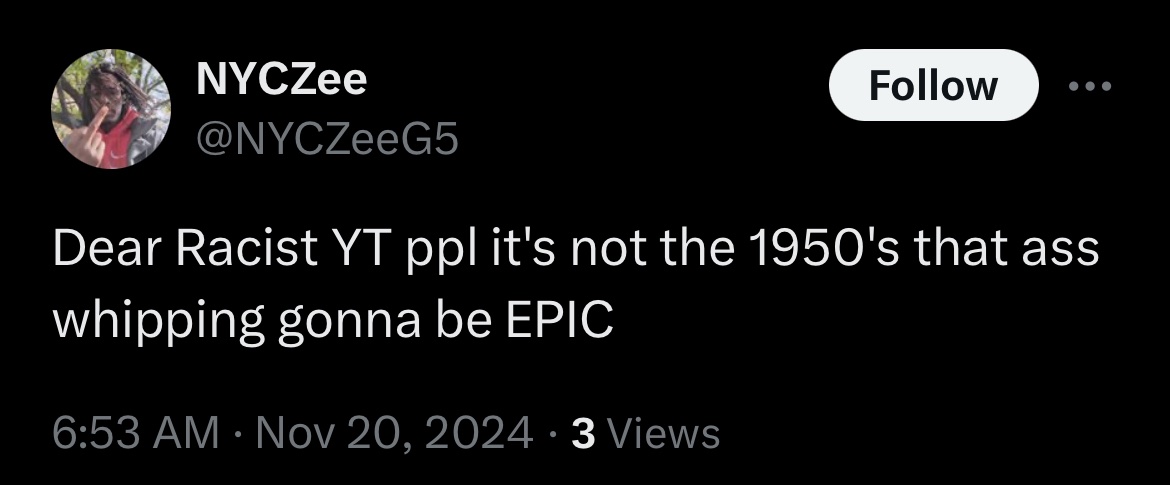 NYCZee
Follow
@NYCZeeG5
Dear Racist YT ppl it's not the 1950's that ass
whipping gonna be EPIC
6:53 AM · Nov 20, 2024 · 3 Views